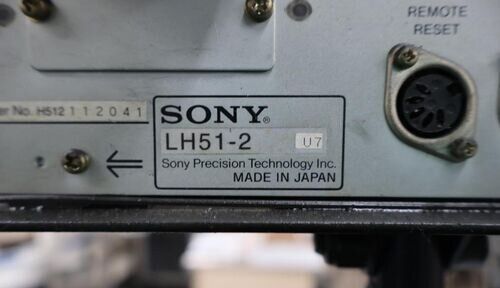 REMOTE
RESET
No. H512112041
SONY®
LH51-2 U7
Sony Precision Technology Inc.
MADE IN JAPAN